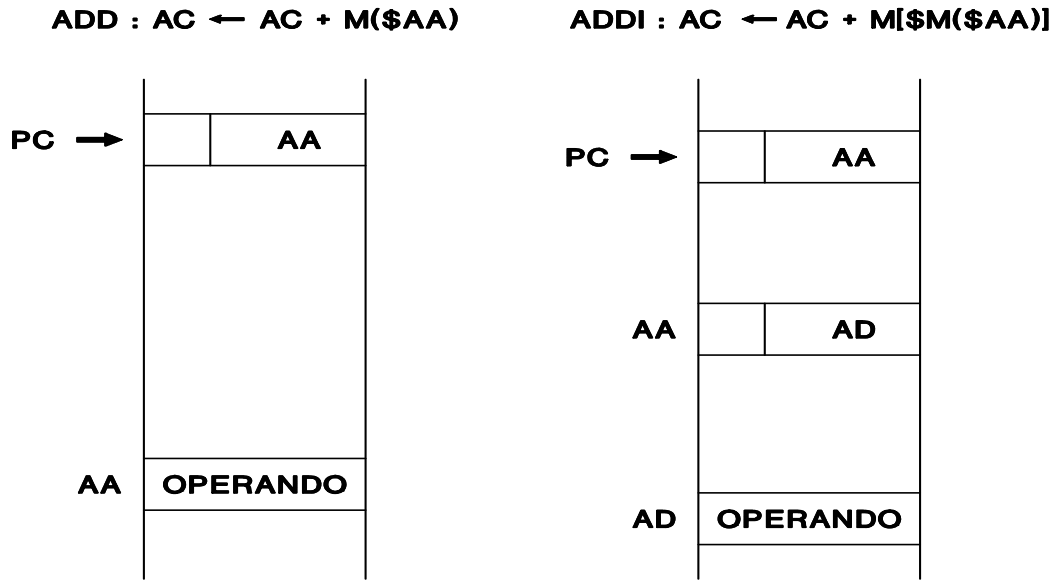 ADD : AC ← AC + M($AA)
PC → AA
AA OPERANDO
ADDI : AC ← AC + M[$M($AA)]
PC → AA
AA AD
AD OPERANDO